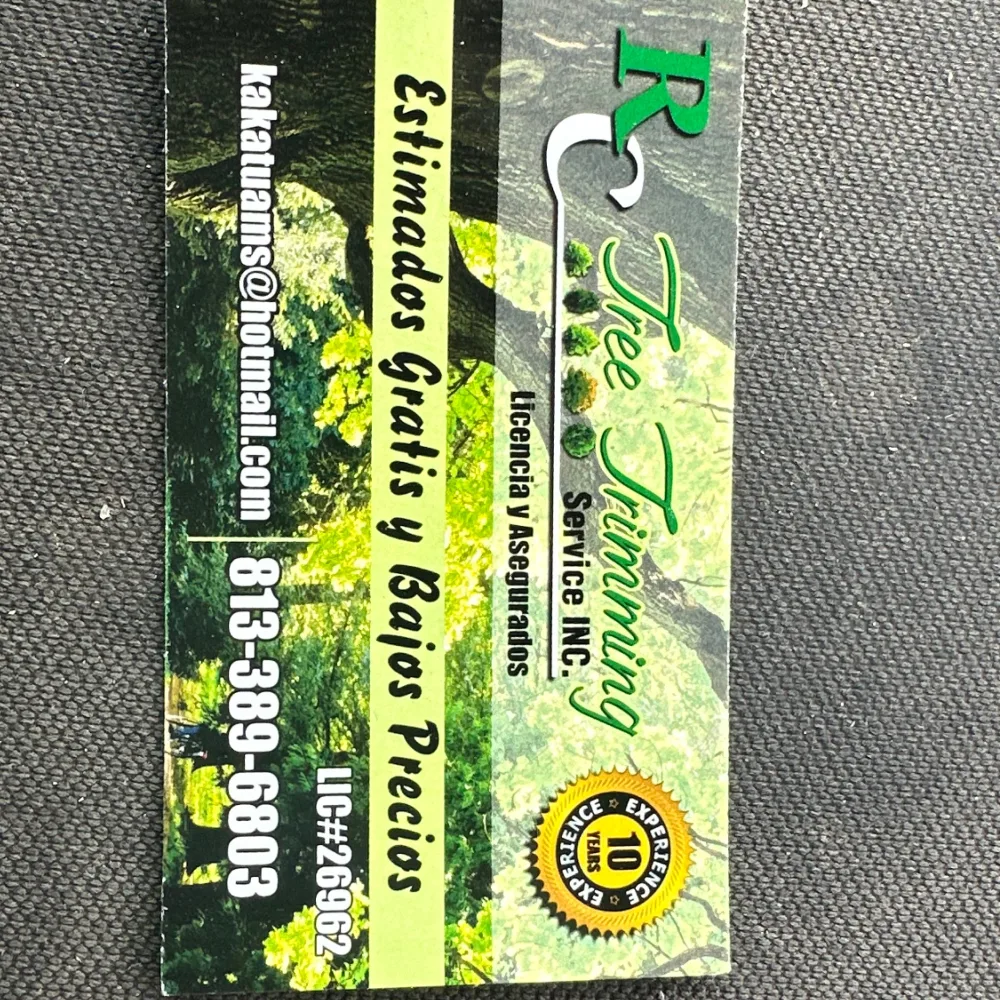 RC Tree Trimming
Service INC.
Licencia y Asegurados
EXPERIENCE
10
YEARS
EXPERIENCE
Estimados Gratis y Bajos Precios
LIC#26962
kakatuams@hotmail.com
813-389-6803